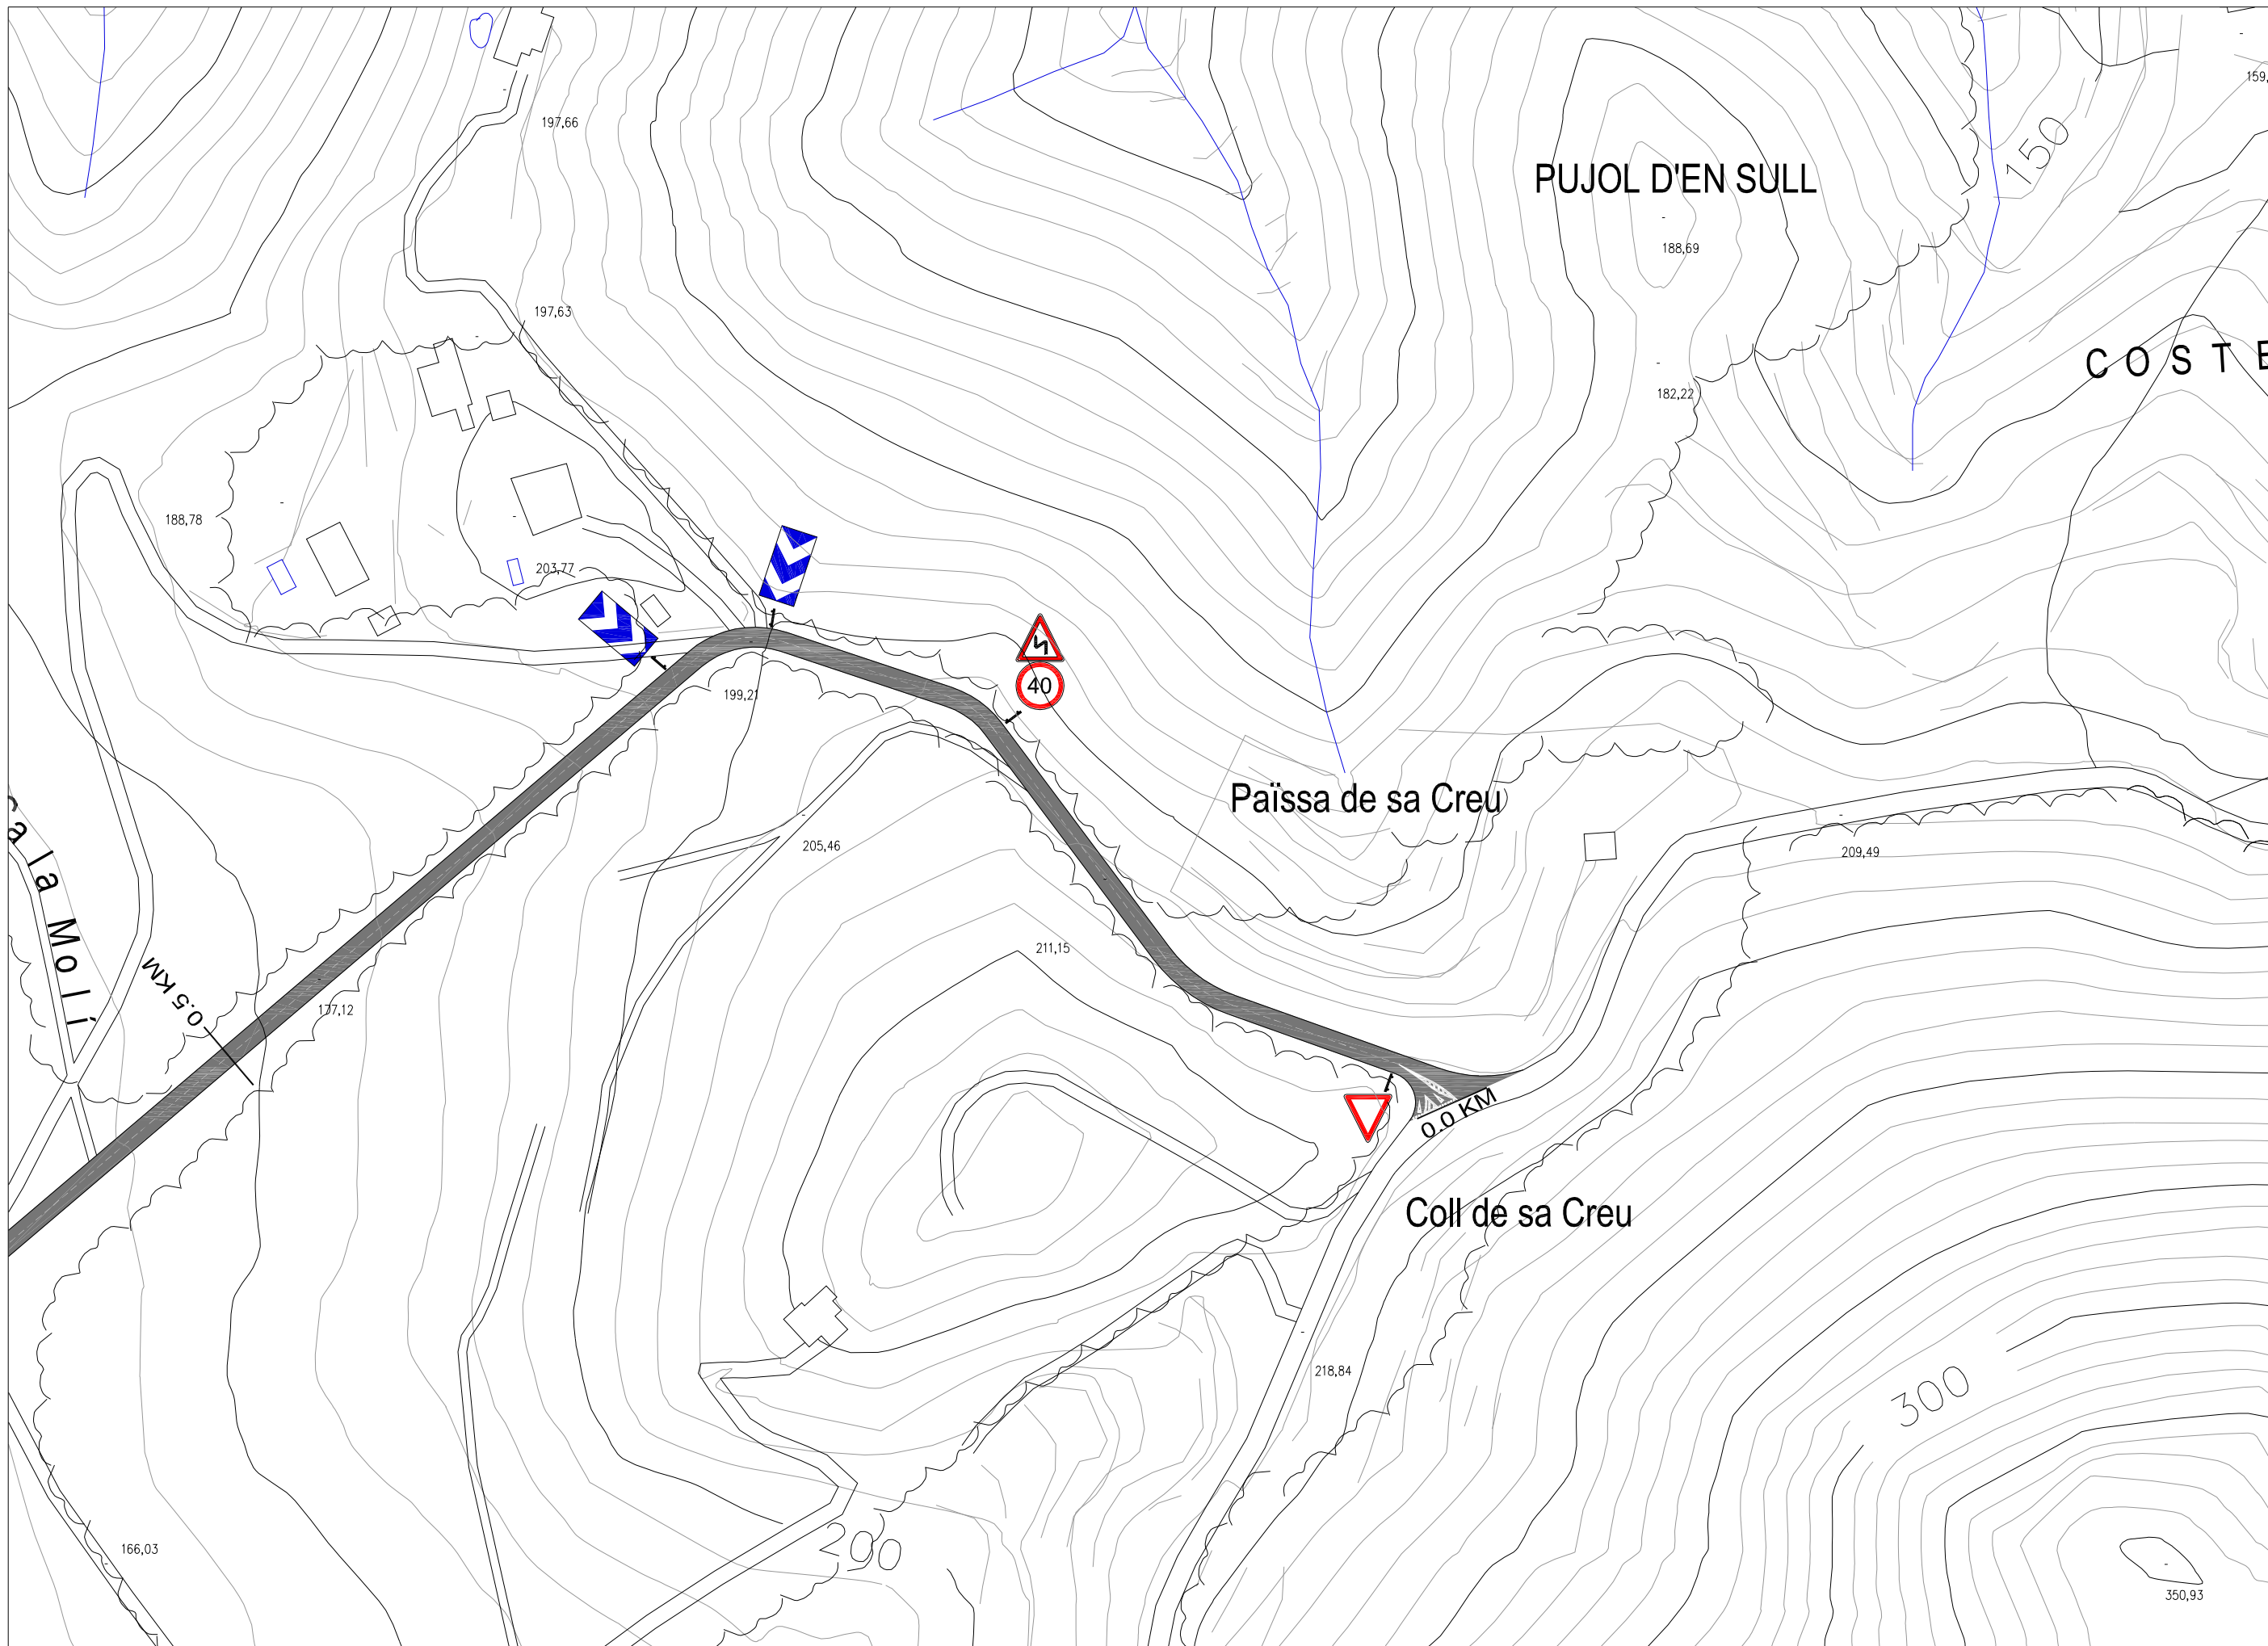 159,
197,66
150
PUJOL D'EN SULL
188,69
197,63
COSTE
182,22
188,78
203,77
40
199,21
Païssa de sa Creu
205,46
209,49
Cala Molí
211,15
0.5 KM
177,12
0.0 KM
Coll de sa Creu
218,84
300
200
166,03
350,93